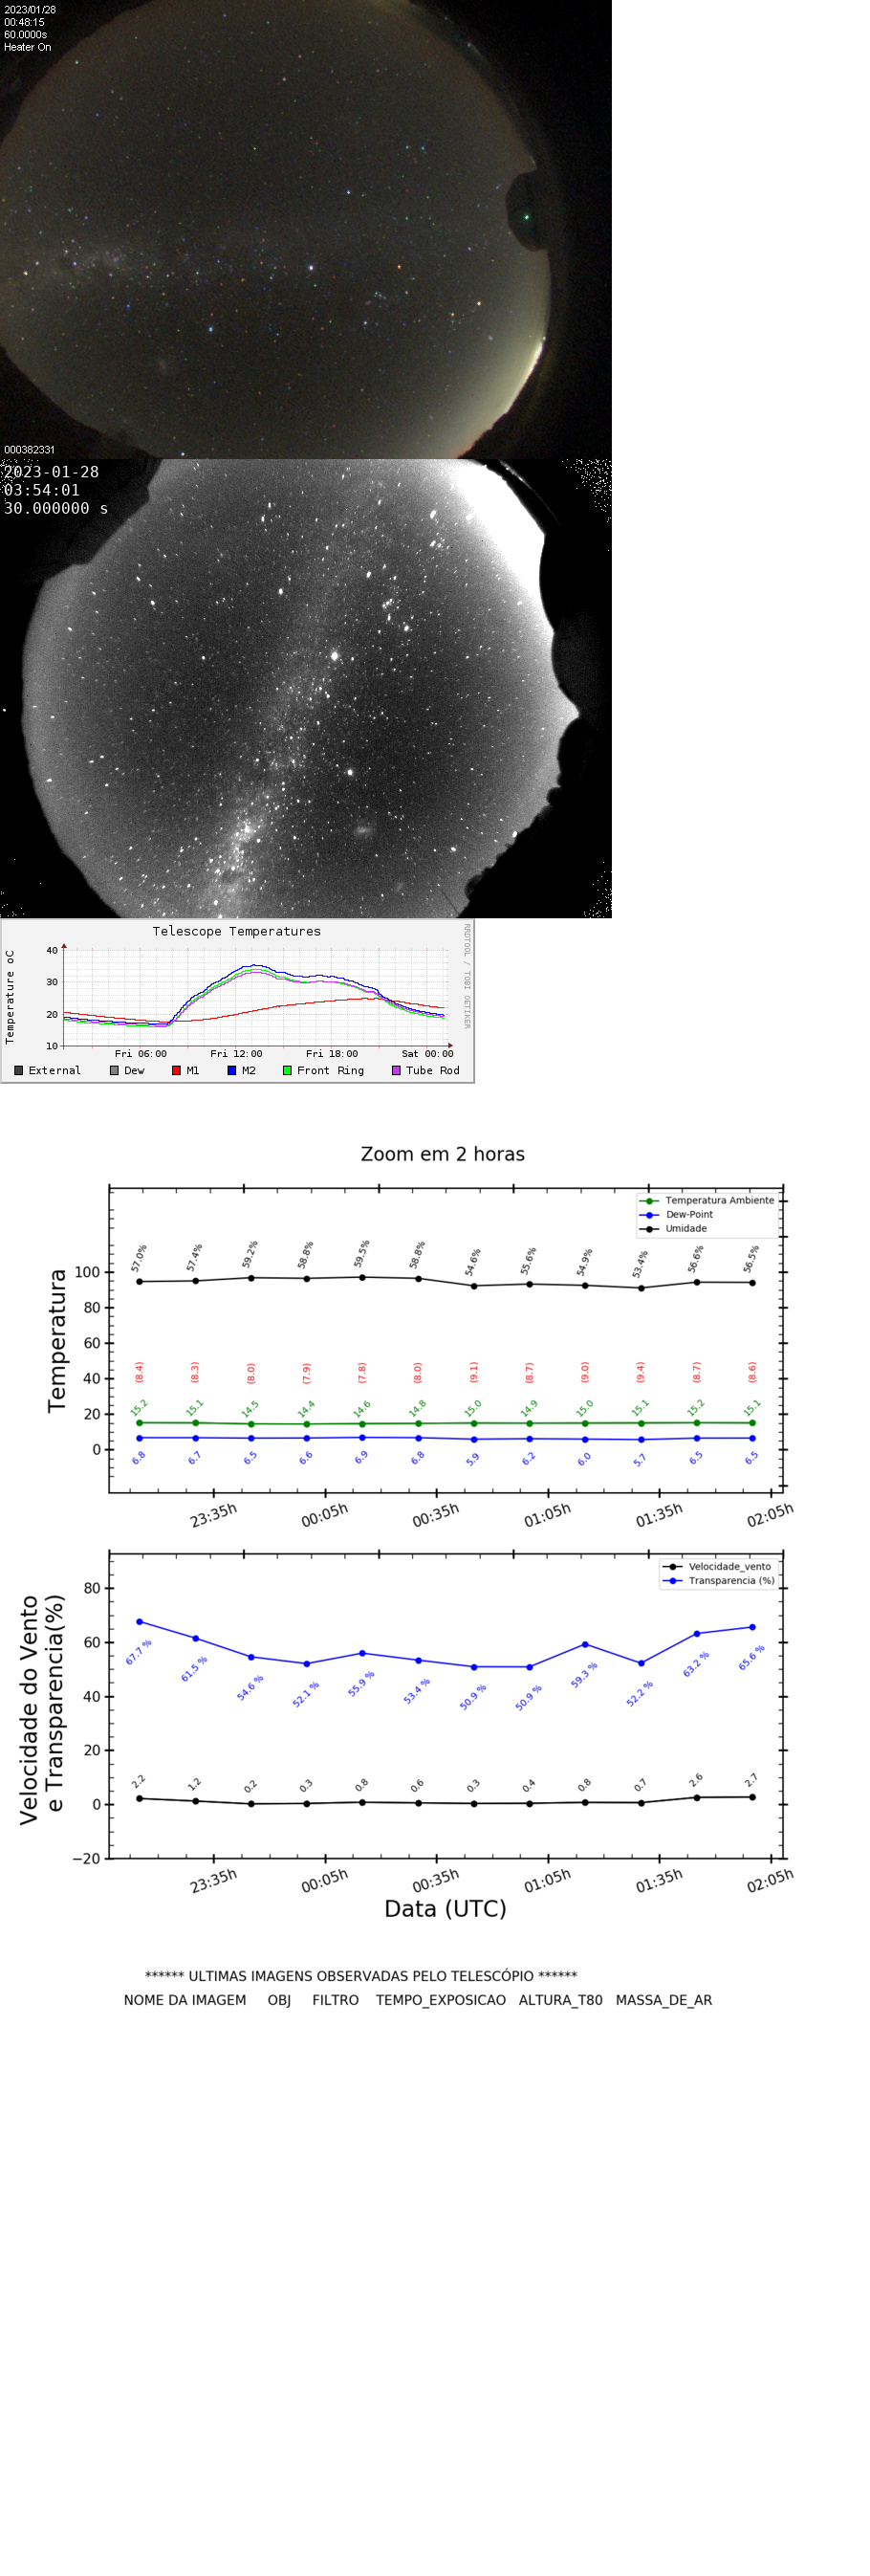 2023/01/28
00:48:15
60.0000s
Heater On
000382331
2023-01-28
03:54:01
30.000000 s
Telescope Temperatures
Temperature oC
RRDTOOL / TOBI OETIKER
40
30
20
10
Fri 06:00 Fri 12:00 Fri 18:00 Sat 00:00
External Dew M1 M2 Front Ring Tube Rod
Zoom em 2 horas
Temperatura
Temperatura Ambiente
Dew-Point
Umidade
57.0% 57.4% 59.2% 58.8% 59.5% 58.8% 54.6% 55.6% 54.9% 53.4% 56.6% 56.5%
100
80
60
40
20
0
(8.4) (8.3) (8.0) (7.9) (7.8) (8.0) (9.1) (8.7) (9.0) (9.4) (8.7) (8.6)
15.2 15.1 14.5 14.4 14.6 14.8 15.0 14.9 15.0 15.1 15.2 15.1
6.8 6.7 6.5 6.6 6.9 6.8 5.9 6.2 6.0 5.7 6.5 6.5
23:35h 00:05h 00:35h 01:05h 01:35h 02:05h
Velocidade do Vento
e Transparencia(%)
Velocidade_vento
Transparencia (%)
80
60
40
20
0
−20
67.7 % 61.5 % 54.6 % 52.1 % 55.9 % 53.4 % 50.9 % 50.9 % 59.3 % 52.2 % 63.2 % 65.6 %
2.2 1.2 0.2 0.3 0.8 0.6 0.3 0.4 0.8 0.7 2.6 2.7
23:35h 00:05h 00:35h 01:05h 01:35h 02:05h
Data (UTC)
****** ULTIMAS IMAGENS OBSERVADAS PELO TELESCÓPIO ******
NOME DA IMAGEM OBJ FILTRO TEMPO_EXPOSICAO ALTURA_T80 MASSA_DE_AR